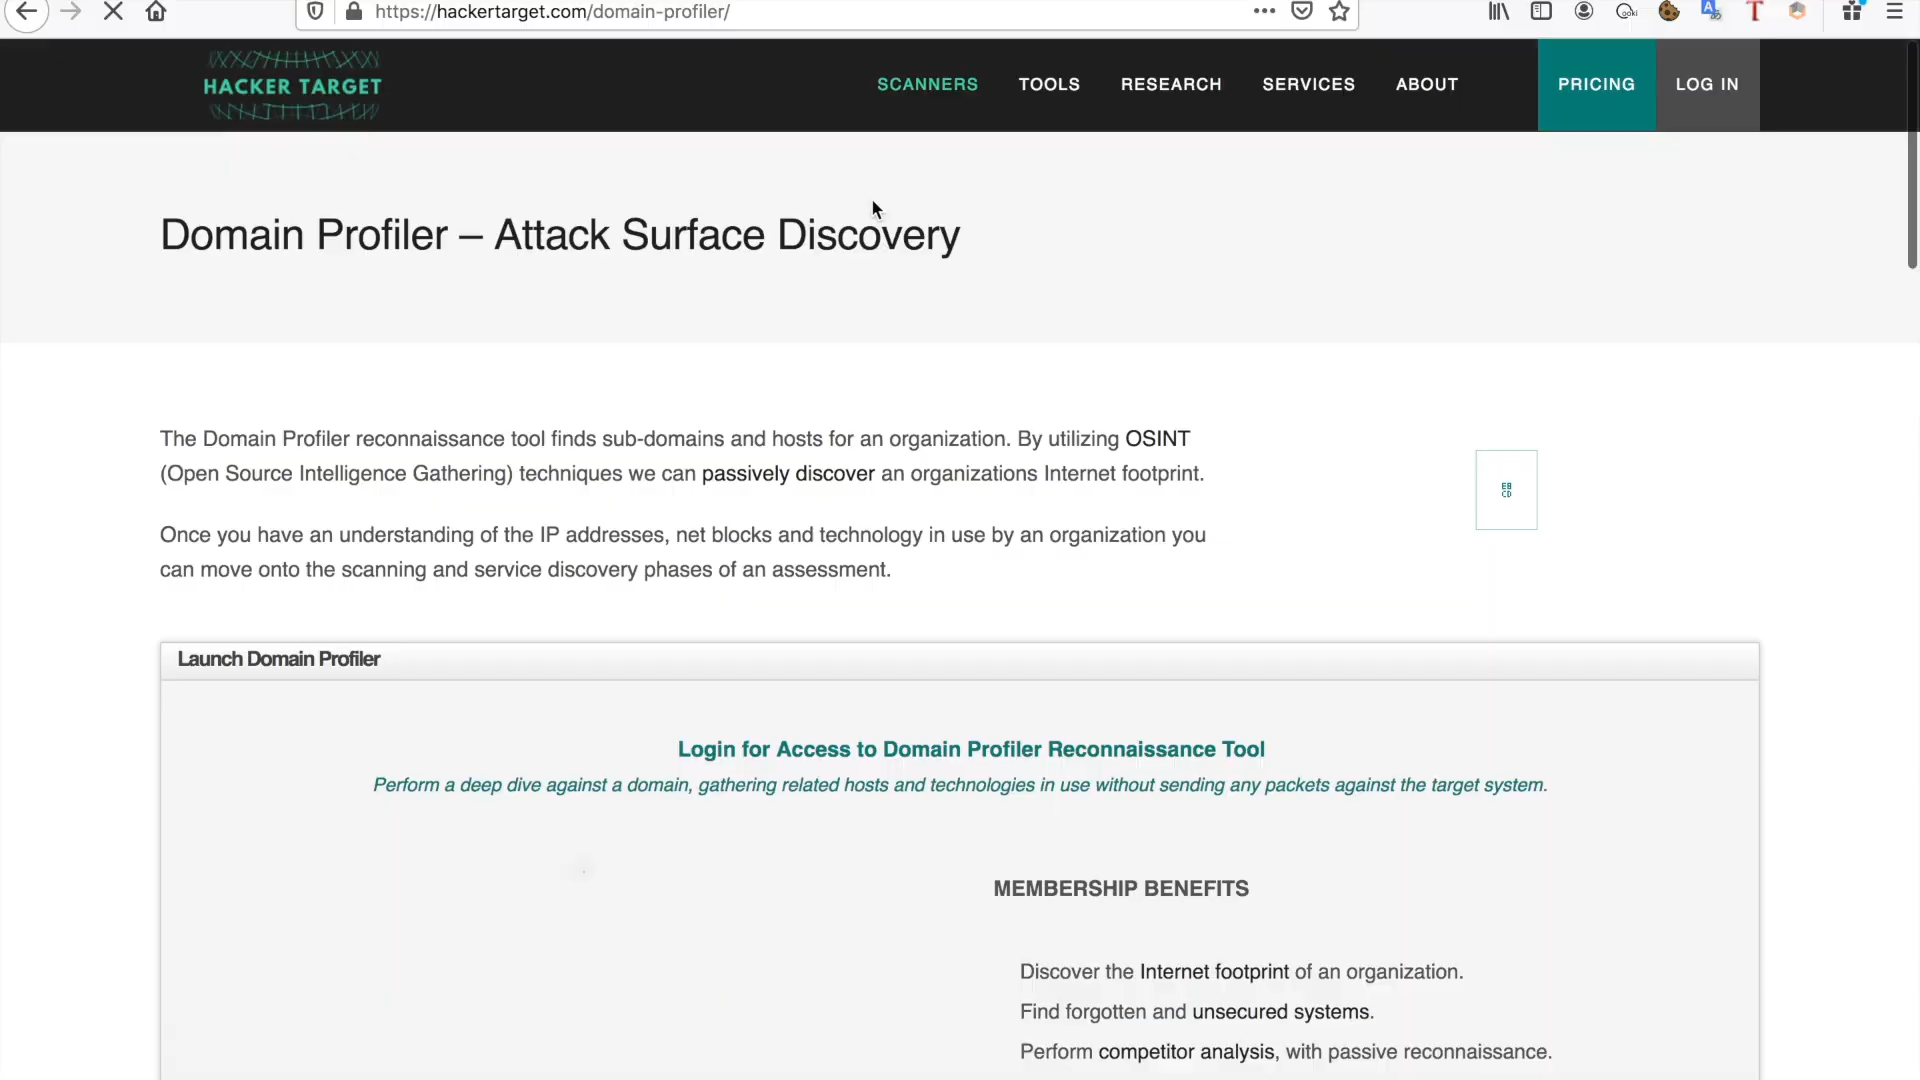 https://hackertarget.com/domain-profiler/
HACKER TARGET
SCANNERS TOOLS RESEARCH SERVICES ABOUT PRICING LOG IN
Domain Profiler – Attack Surface Discovery
The Domain Profiler reconnaissance tool finds sub-domains and hosts for an organization. By utilizing OSINT
(Open Source Intelligence Gathering) techniques we can passively discover an organizations Internet footprint.
Once you have an understanding of the IP addresses, net blocks and technology in use by an organization you
can move onto the scanning and service discovery phases of an assessment.
Launch Domain Profiler
Login for Access to Domain Profiler Reconnaissance Tool
Perform a deep dive against a domain, gathering related hosts and technologies in use without sending any packets against the target system.
MEMBERSHIP BENEFITS
Discover the Internet footprint of an organization.
Find forgotten and unsecured systems.
Perform competitor analysis, with passive reconnaissance.